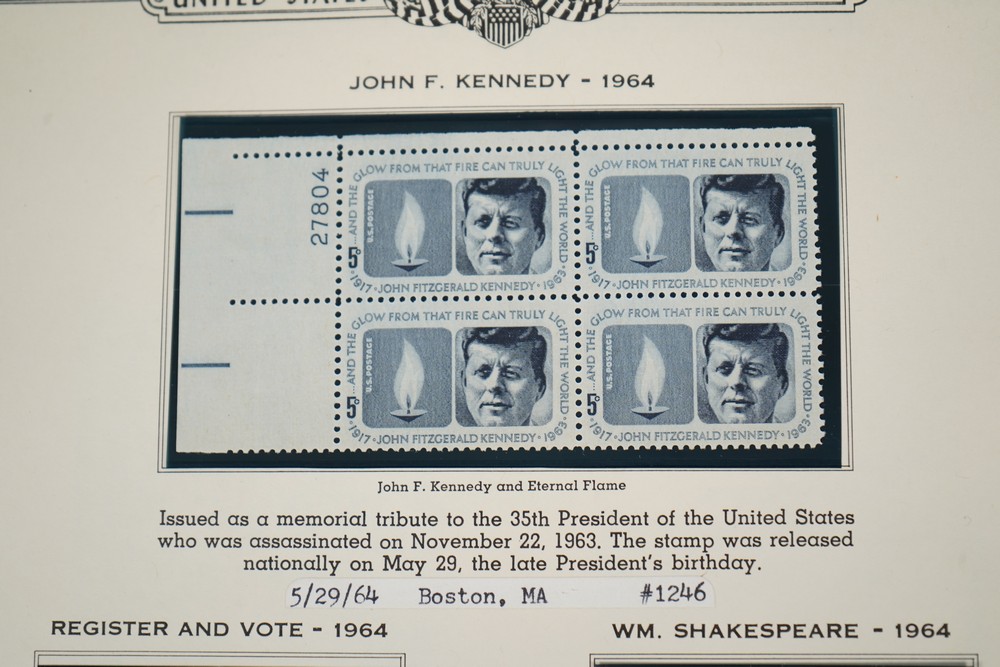 UNITED STATES
JOHN F. KENNEDY - 1964
27804
...AND THE GLOW FROM THAT FIRE CAN TRULY LIGHT THE WORLD
U.S. POSTAGE
5c
1917 • JOHN FITZGERALD KENNEDY • 1963
...AND THE GLOW FROM THAT FIRE CAN TRULY LIGHT THE WORLD
U.S. POSTAGE
5c
1917 • JOHN FITZGERALD KENNEDY • 1963
...AND THE GLOW FROM THAT FIRE CAN TRULY LIGHT THE WORLD
U.S. POSTAGE
5c
1917 • JOHN FITZGERALD KENNEDY • 1963
...AND THE GLOW FROM THAT FIRE CAN TRULY LIGHT THE WORLD
U.S. POSTAGE
5c
1917 • JOHN FITZGERALD KENNEDY • 1963
John F. Kennedy and Eternal Flame
Issued as a memorial tribute to the 35th President of the United States
who was assassinated on November 22, 1963. The stamp was released
nationally on May 29, the late President's birthday.
5/29/64 Boston, MA #1246
REGISTER AND VOTE - 1964
WM. SHAKESPEARE - 1964